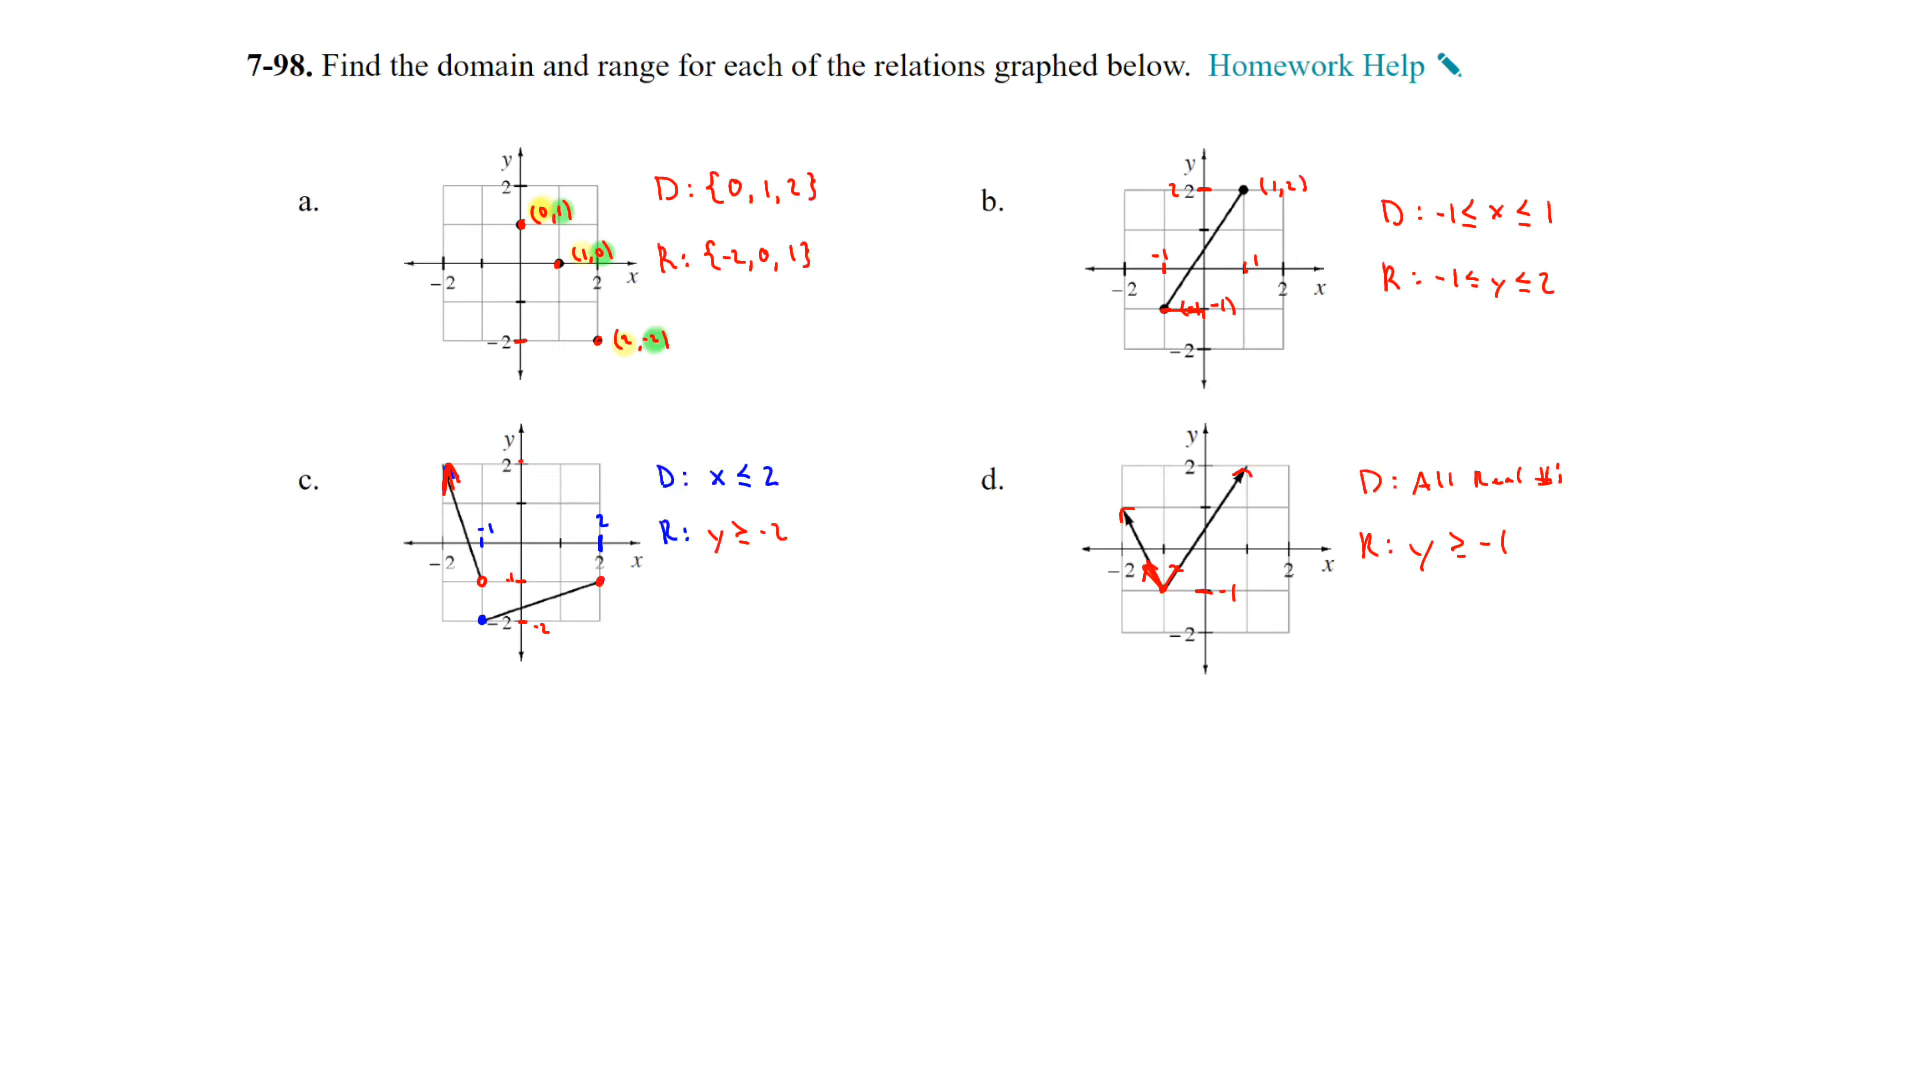 7-98. Find the domain and range for each of the relations graphed below. Homework Help
a.
y
2
(0,1)
(1,0)
-2
2
x
-2
(2,-2)
D: {0, 1, 2}
R: {-2, 0, 1}
b.
y
2 2
(1,2)
-1
1
-2
2
x
(-1,-1)
-2
D: -1 ≤ x ≤ 1
R: -1 ≤ y ≤ 2
c.
y
2
-1
2
-2
2
x
-1
-2
-2
D: x ≤ 2
R: y ≥ -2
d.
y
2
-2
2
x
-1
-2
D: All Real #s
R: y ≥ -1